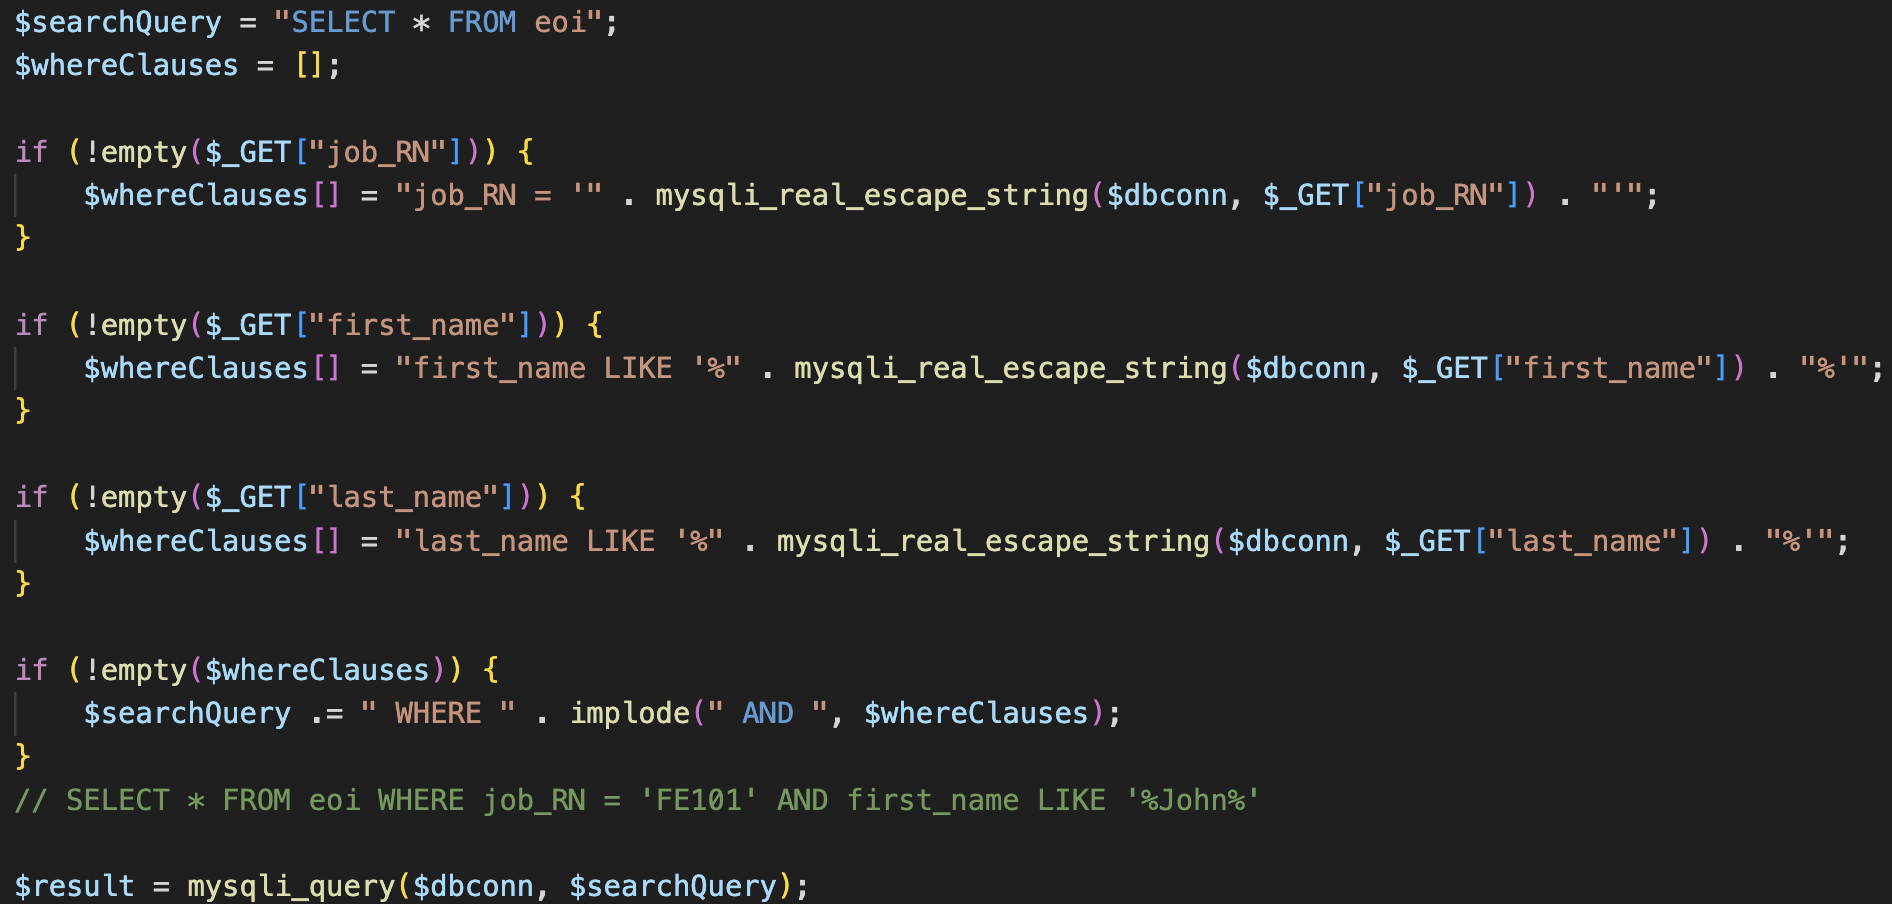 $searchQuery = "SELECT * FROM eoi";
$whereClauses = [];
if (!empty($_GET["job_RN"])) {
    $whereClauses[] = "job_RN = '" . mysqli_real_escape_string($dbconn, $_GET["job_RN"]) . "'";
}
if (!empty($_GET["first_name"])) {
    $whereClauses[] = "first_name LIKE '%" . mysqli_real_escape_string($dbconn, $_GET["first_name"]) . "%'";
}
if (!empty($_GET["last_name"])) {
    $whereClauses[] = "last_name LIKE '%" . mysqli_real_escape_string($dbconn, $_GET["last_name"]) . "%'";
}
if (!empty($whereClauses)) {
    $searchQuery .= " WHERE " . implode(" AND ", $whereClauses);
}
// SELECT * FROM eoi WHERE job_RN = 'FE101' AND first_name LIKE '%John%'
$result = mysqli_query($dbconn, $searchQuery);